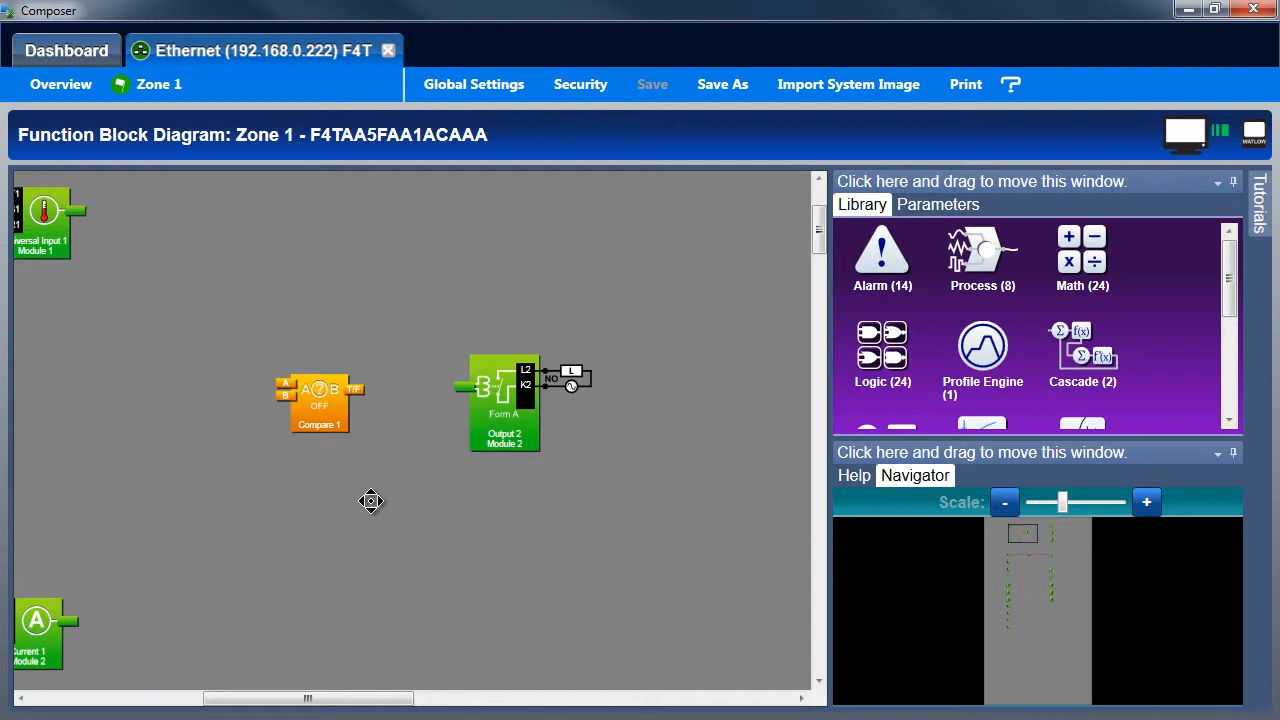 Composer
Dashboard
Ethernet (192.168.0.222) F4T
Overview
Zone 1
Global Settings
Security
Save
Save As
Import System Image
Print
Function Block Diagram: Zone 1 - F4TAA5FAA1ACAAA
WATLOW
Click here and drag to move this window.
Library
Parameters
Tutorials
Alarm (14)
Process (8)
Math (24)
Logic (24)
Profile Engine
(1)
Cascade (2)
Click here and drag to move this window.
Help
Navigator
Scale:
-
+
iversal Input 1
Module 1
A
B
A ? B
T/F
OFF
Compare 1
L2
K2
NO
L
Form A
Output 2
Module 2
A
Current 1
Module 2